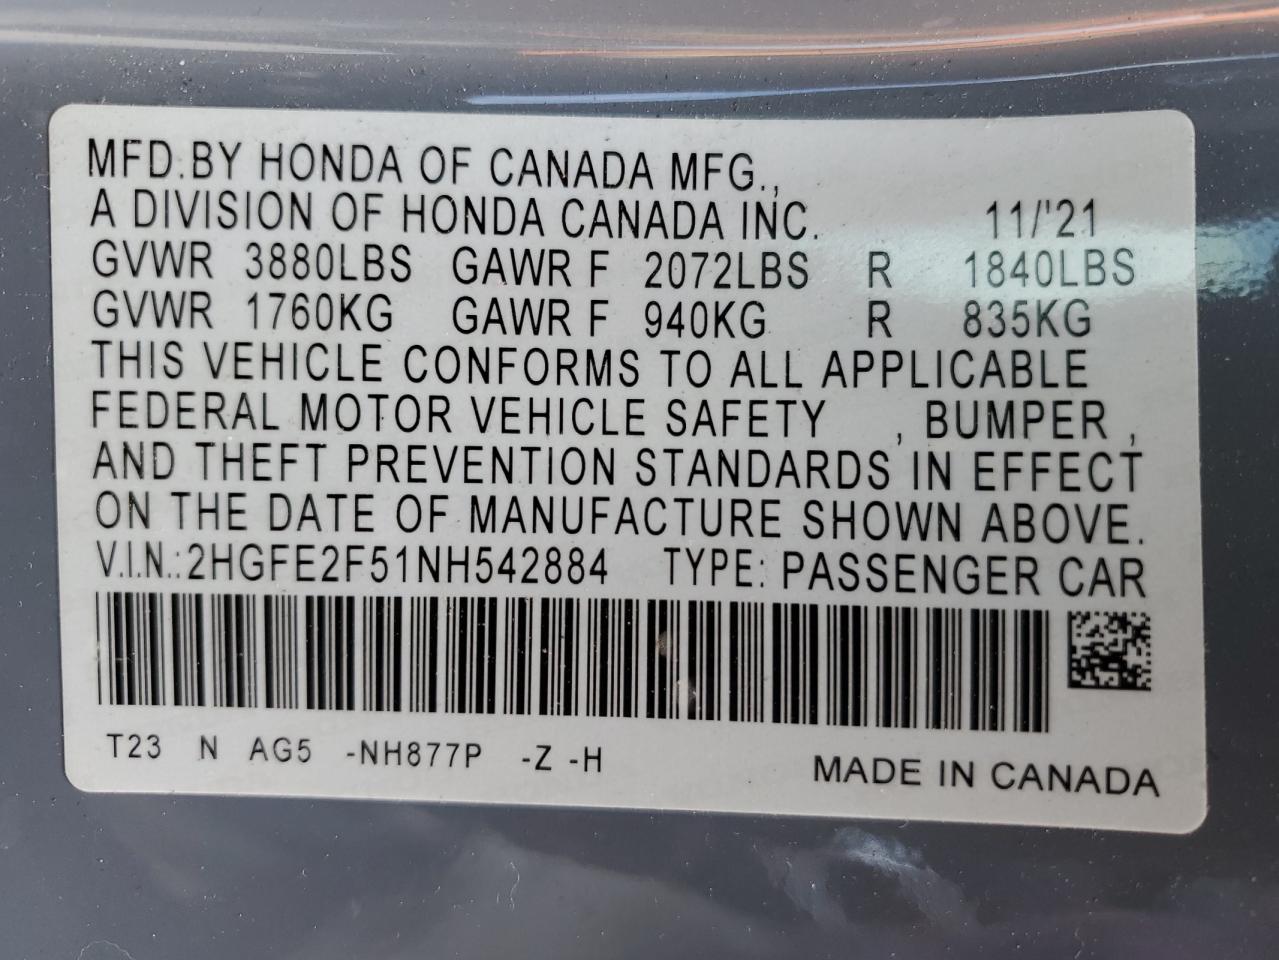 MFD.BY HONDA OF CANADA MFG.,
A DIVISION OF HONDA CANADA INC. 11/'21
GVWR 3880LBS GAWR F 2072LBS R 1840LBS
GVWR 1760KG GAWR F 940KG R 835KG
THIS VEHICLE CONFORMS TO ALL APPLICABLE
FEDERAL MOTOR VEHICLE SAFETY , BUMPER ,
AND THEFT PREVENTION STANDARDS IN EFFECT
ON THE DATE OF MANUFACTURE SHOWN ABOVE.
V.I.N.:2HGFE2F51NH542884 TYPE: PASSENGER CAR
T23 N AG5 -NH877P -Z -H MADE IN CANADA